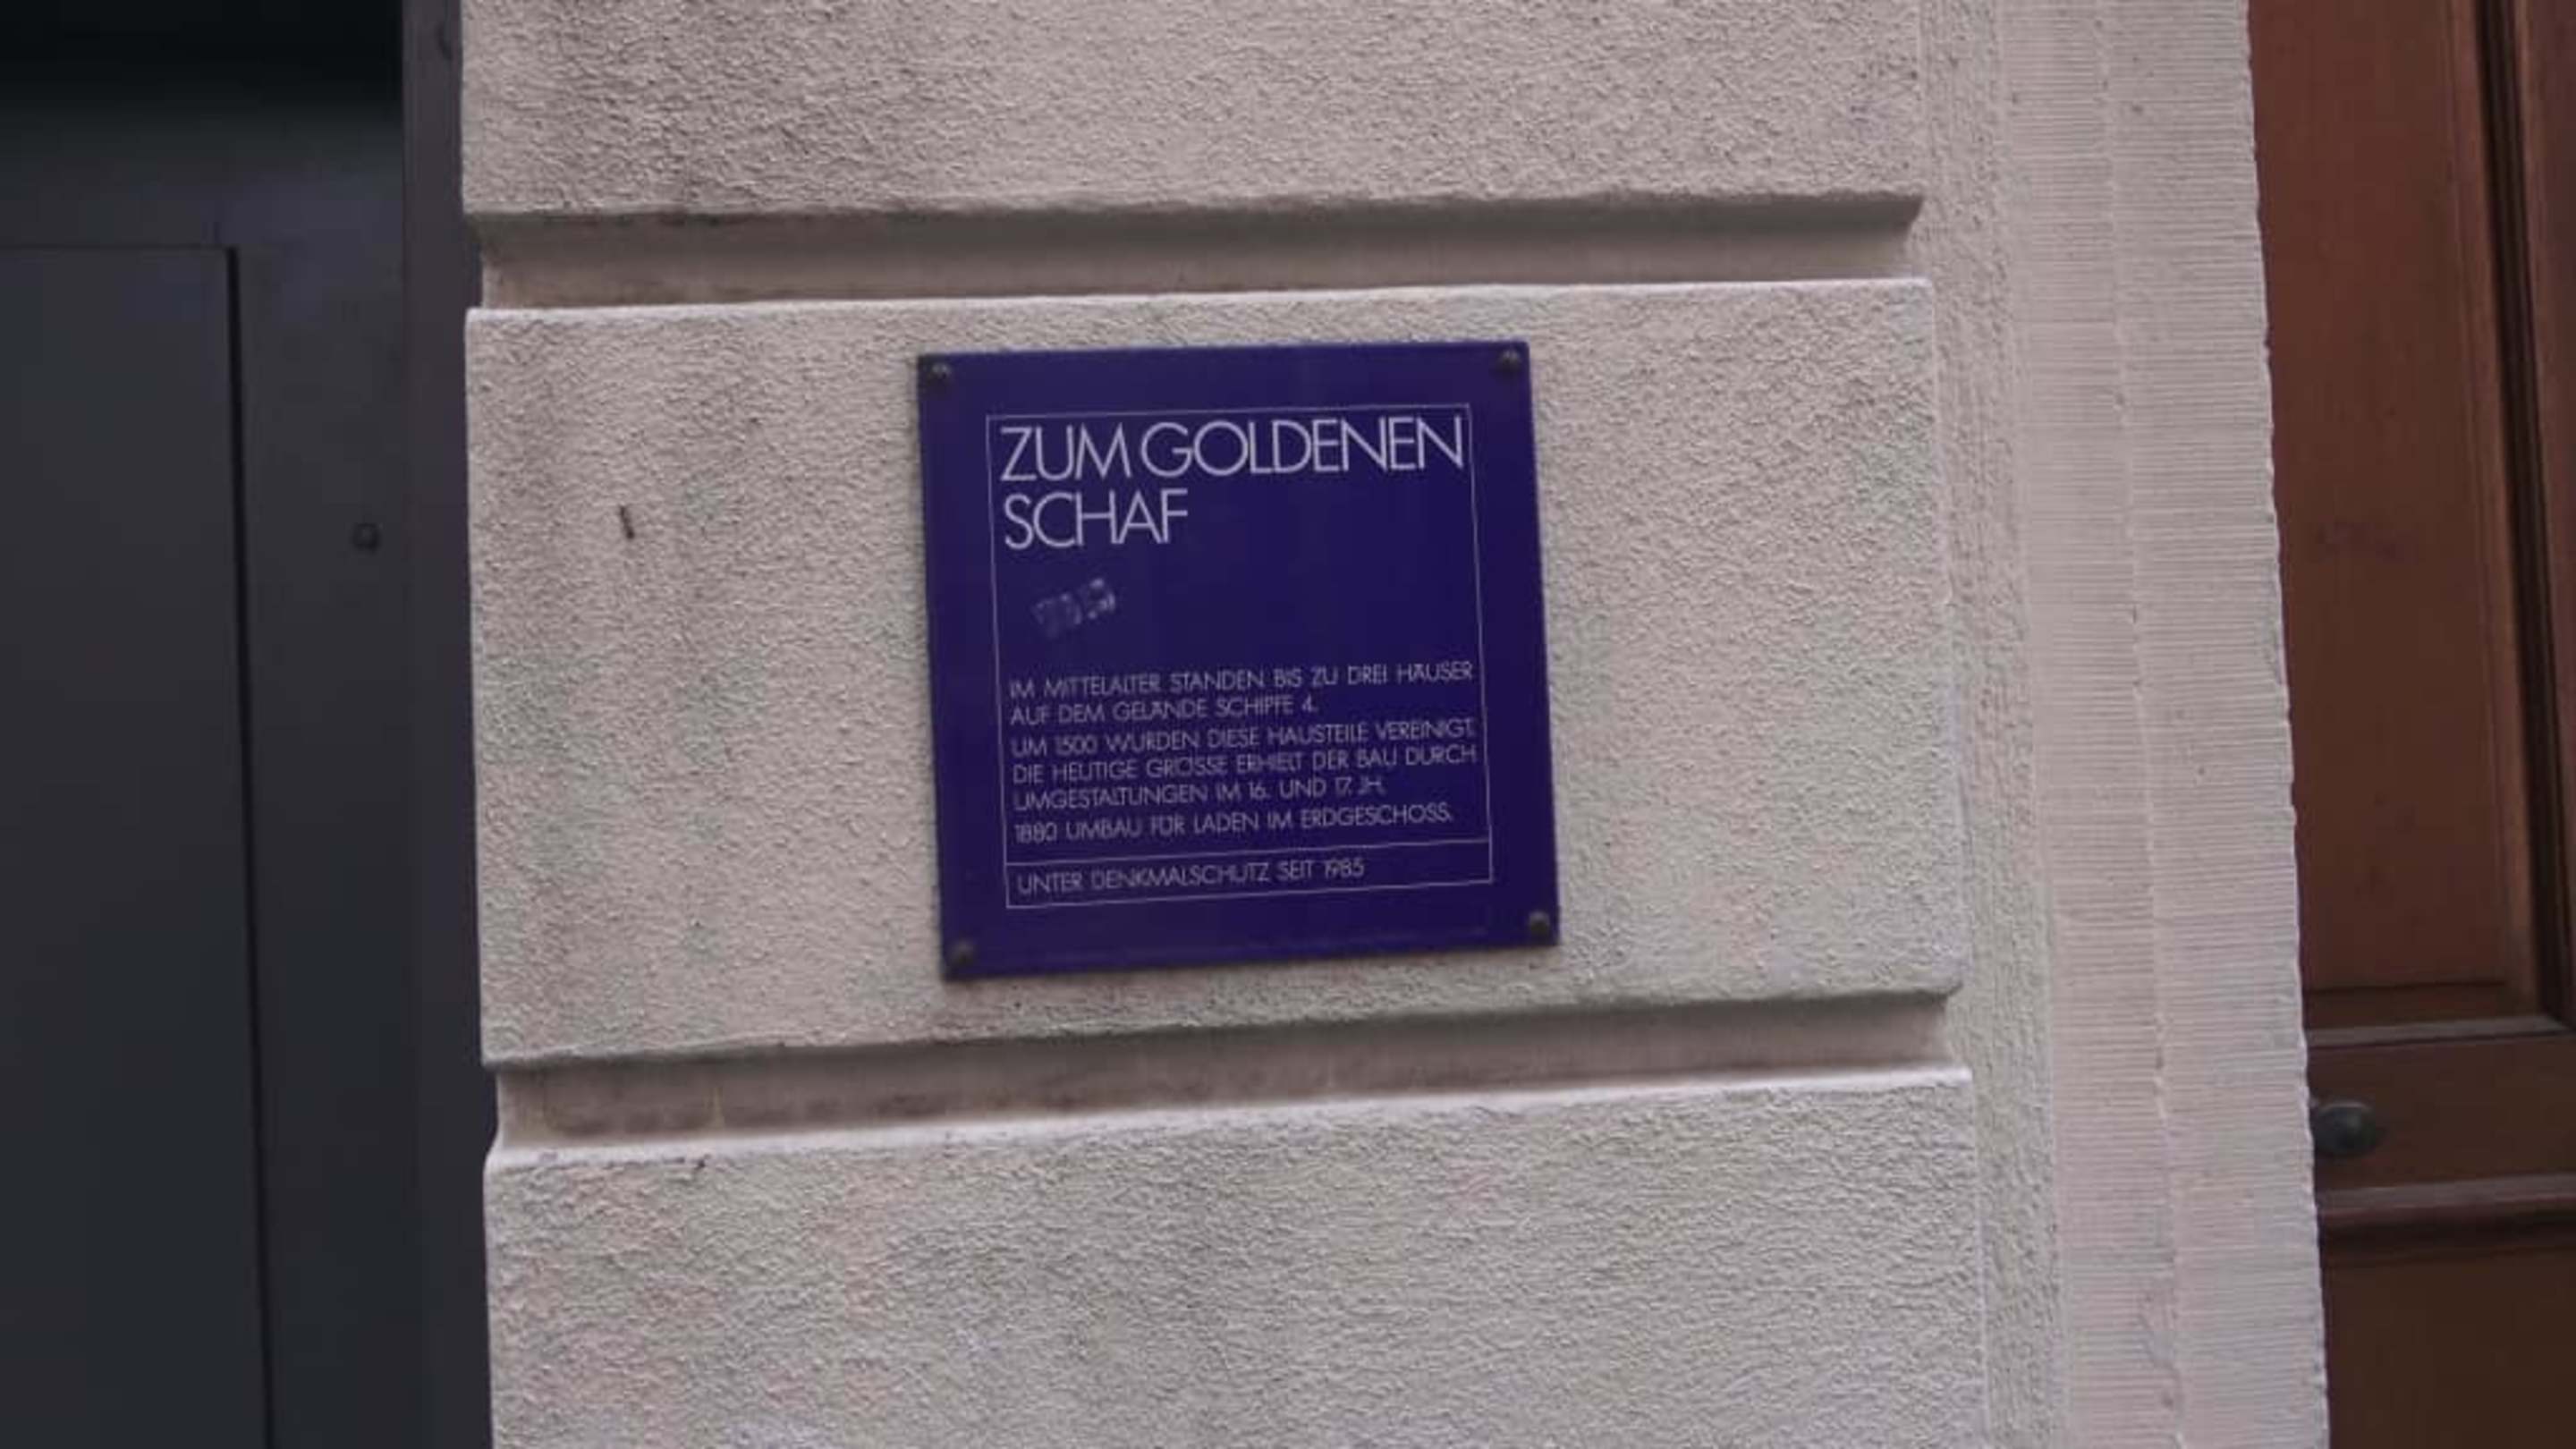 ZUM GOLDENEN
SCHAF
IM MITTELALTER STANDEN BIS ZU DREI HÄUSER
AUF DEM GELÄNDE SCHIPFE 4.
UM 1500 WURDEN DIESE HAUSTEILE VEREINIGT.
DIE HEUTIGE GRÖSSE ERHIELT DER BAU DURCH
UMGESTALTUNGEN IM 16. UND 17. JH.
1880 UMBAU FÜR LADEN IM ERDGESCHOSS.
UNTER DENKMALSCHUTZ SEIT 1985